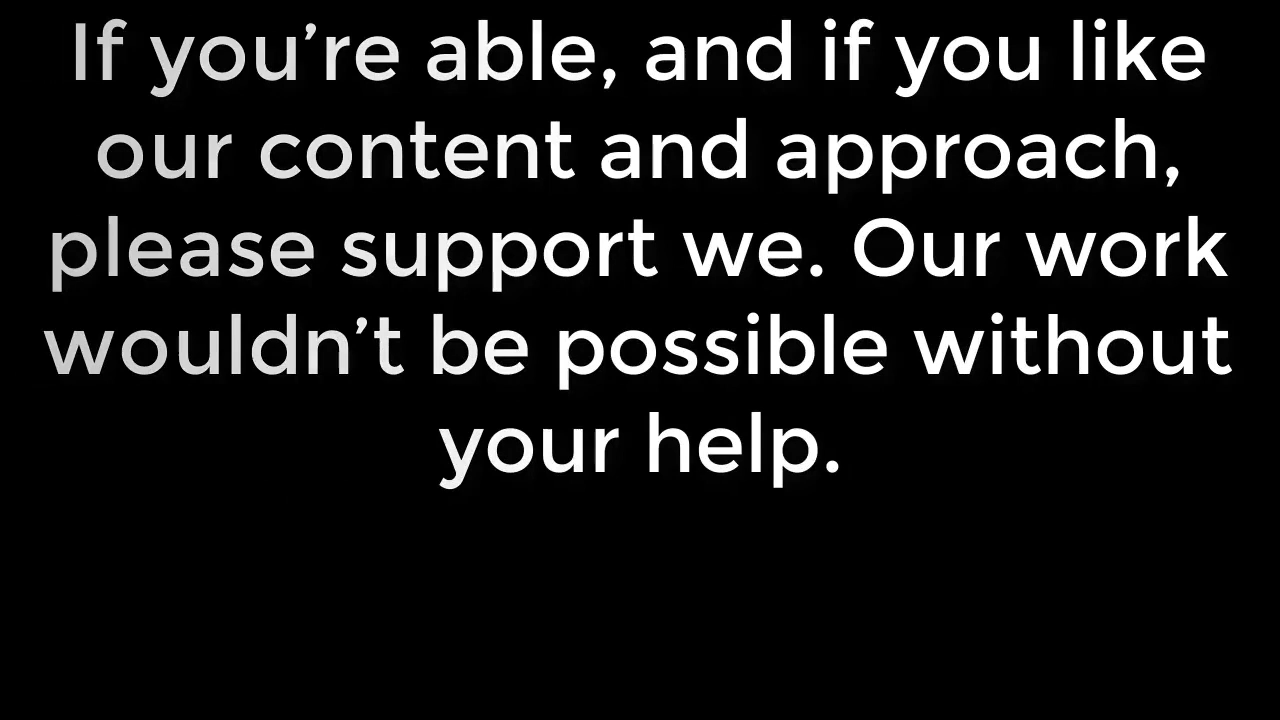 If you’re able, and if you like
our content and approach,
please support we. Our work
wouldn’t be possible without
your help.